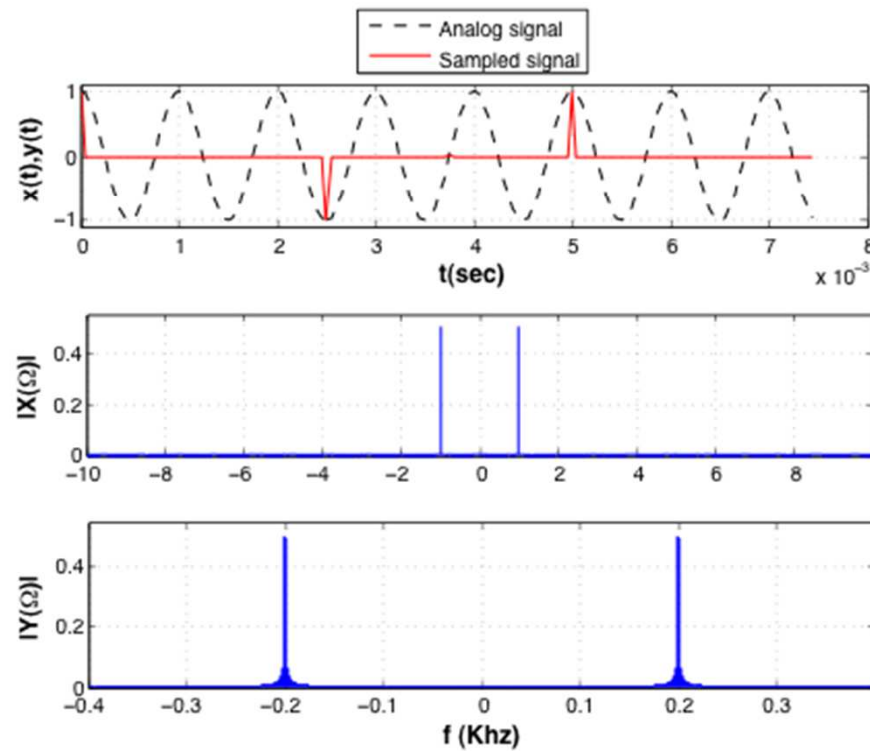 Analog signal
Sampled signal
x(t),y(t)
1
0
−1
0 1 2 3 4 5 6 7 8
t(sec)
x 10⁻³
|X(Ω)|
0.4
0.2
0
−10 −8 −6 −4 −2 0 2 4 6 8
|Y(Ω)|
0.4
0.2
0
−0.4 −0.3 −0.2 −0.1 0 0.1 0.2 0.3
f (Khz)